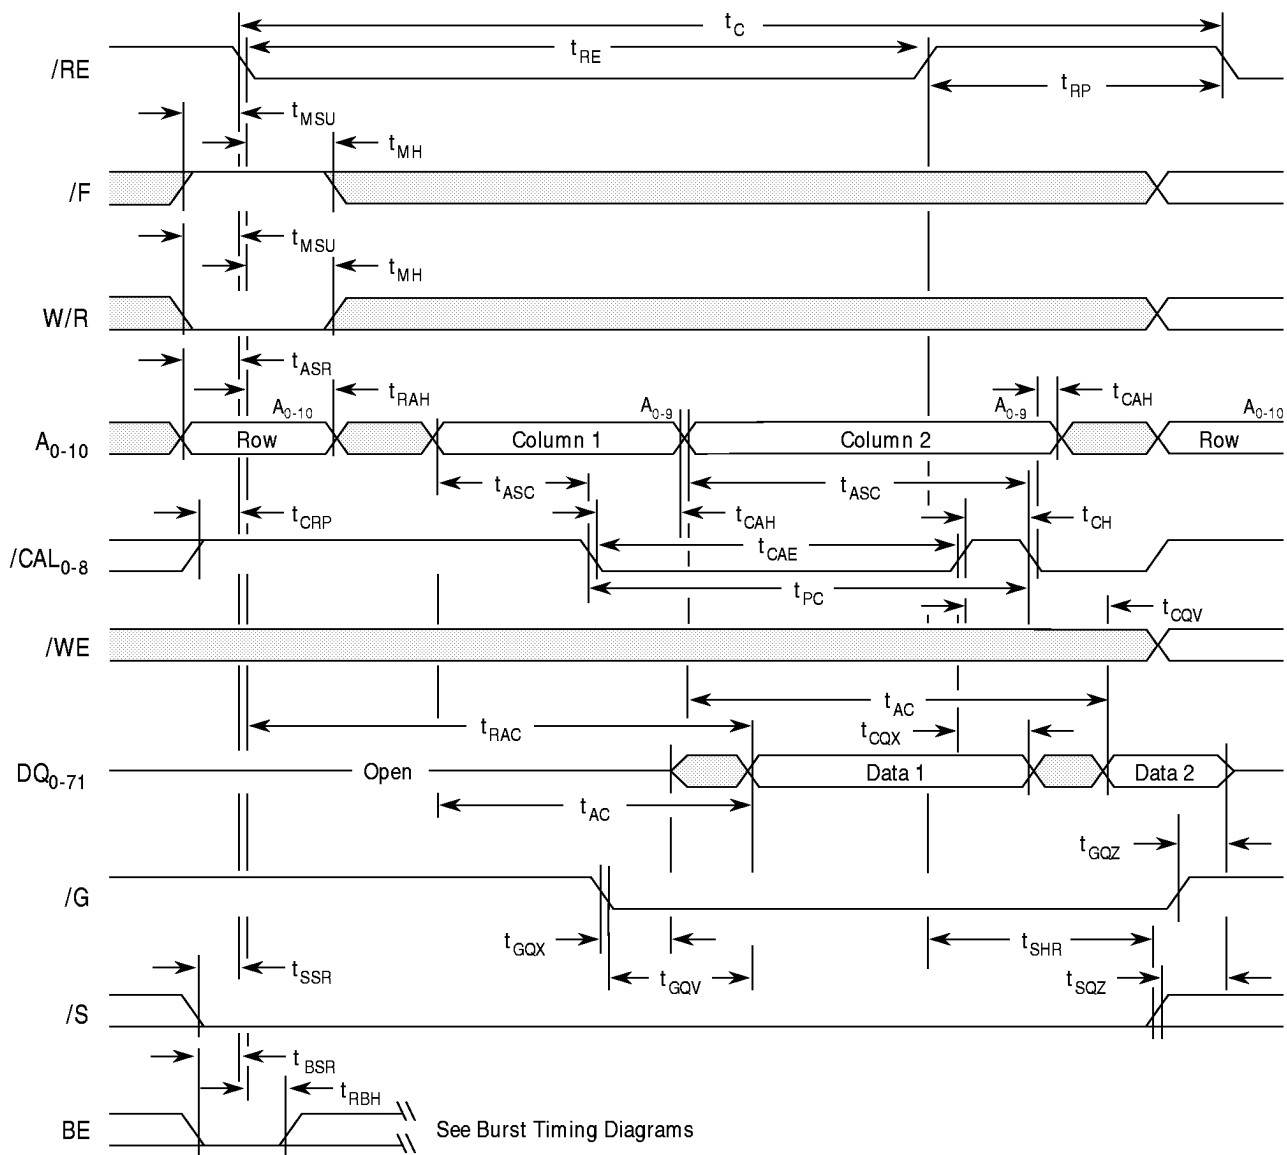 tC
/RE
tRE
tRP
tMSU
tMH
/F
tMSU
tMH
W/R
tASR
tRAH
tCAH
A0-10
A0-10
Row
Column 1
A0-9
Column 2
A0-9
A0-10
Row
tASC
tASC
tCRP
tCAH
tCH
/CAL0-8
tCAE
tPC
tCQV
/WE
tAC
tRAC
tCQX
DQ0-71
Open
Data 1
Data 2
tAC
tGQZ
/G
tGQX
tSHR
tSSR
tGQV
tSQZ
/S
tBSR
tRBH
BE
See Burst Timing Diagrams